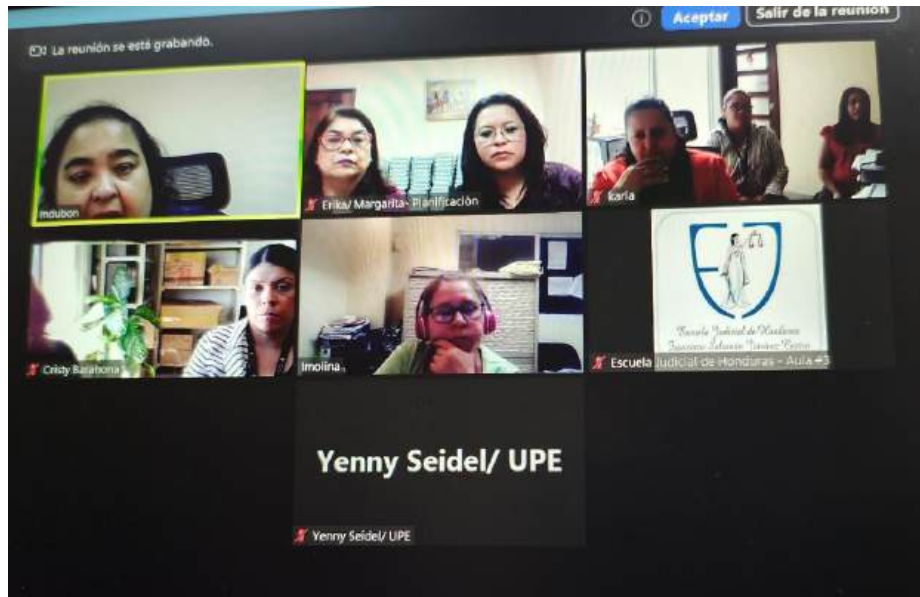 La reunión se está grabando.
Aceptar
Salir de la reunión
mdubon
Erika/ Margarita- Planificación
karla
Cristy Barahona
lmolina
Escuela Judicial de Honduras
Escuela Judicial de Honduras - Aula #3
Yenny Seidel/ UPE
Yenny Seidel/ UPE